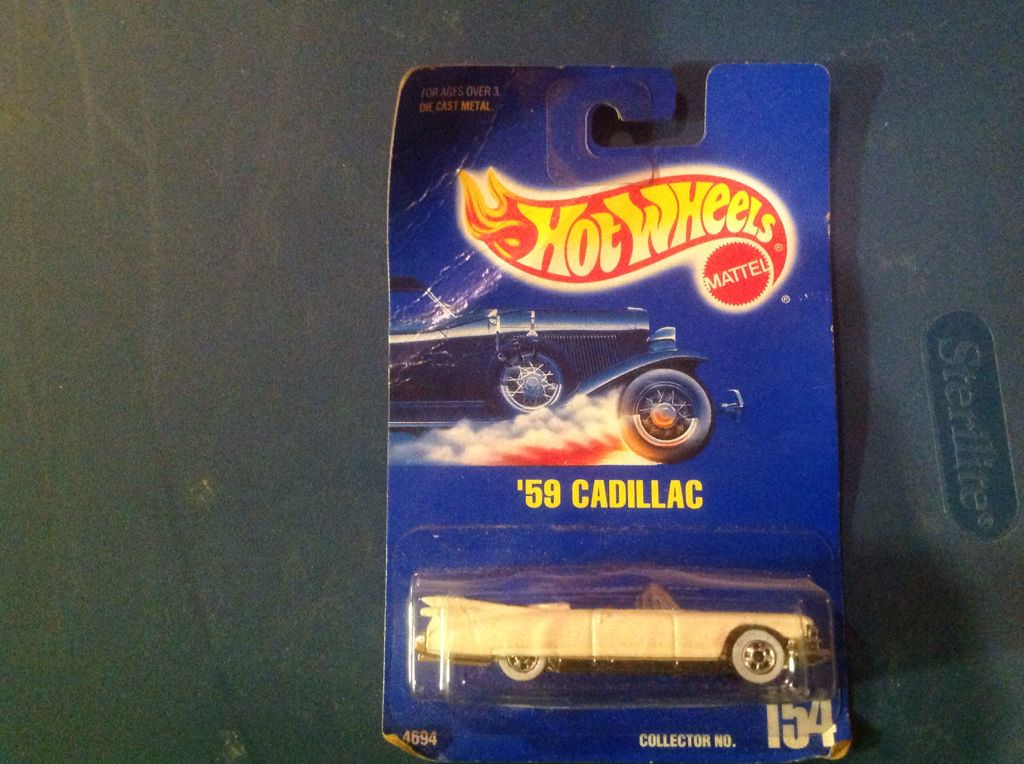 FOR AGES OVER 3.
DIE CAST METAL.
HOT WHEELS®
MATTEL
®
'59 CADILLAC
4694
COLLECTOR NO.
154
Sterilite®